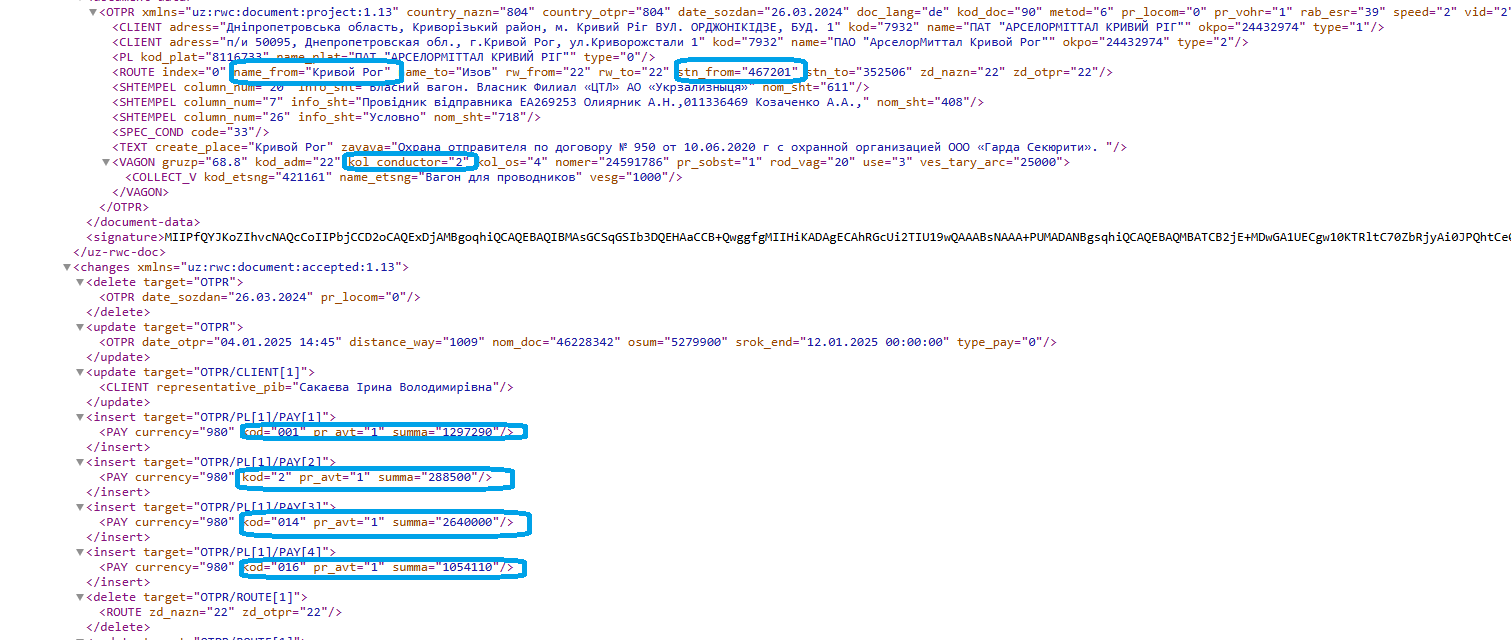 <OTPR xmlns="uz:rwc:document:project:1.13" country_nazn="804" country_otpr="804" date_sozdan="26.03.2024" doc_lang="de" kod_doc="90" metod="6" pr_locom="0" pr_vohr="1" rab_esr="39" speed="2" vid="2"
<CLIENT adress="Дніпропетровська область, Криворізький район, м. Кривий Ріг ВУЛ. ОРДЖОНІКІДЗЕ, БУД. 1" kod="7932" name="ПАТ "АРСЕЛОРМІТТАЛ КРИВИЙ РІГ"" okpo="24432974" type="1"/>
<CLIENT adress="п/и 50095, Днепропетровская обл., г.Кривой Рог, ул.Криворожстали 1" kod="7932" name="ПАО "АрселорМиттал Кривой Рог"" okpo="24432974" type="2"/>
<PL kod_plat="8116733" name_plat="ПАТ "АРСЕЛОРМІТТАЛ КРИВИЙ РІГ"" type="0"/>
<ROUTE index="0" name_from="Кривой Рог" ame_to="Изов" rw_from="22" rw_to="22" stn_from="467201" stn_to="352506" zd_nazn="22" zd_otpr="22"/>
<SHTEMPEL column_num="20" info_sht="Власний вагон. Власник Филиал «ЦТЛ» АО «Укрзализныця»" nom_sht="611"/>
<SHTEMPEL column_num="7" info_sht="Провідник відправника ЕА269253 Олиярник А.Н.,011336469 Козаченко А.А.," nom_sht="408"/>
<SHTEMPEL column_num="26" info_sht="Условно" nom_sht="718"/>
<SPEC_COND code="33"/>
<TEXT create_place="Кривой Рог" zayava="Охрана отправителя по договору № 950 от 10.06.2020 г с охранной организацией ООО «Гарда Секюрити». "/>
<VAGON gruzp="68.8" kod_adm="22" kol_conductor="2" kol_os="4" nomer="24591786" pr_sobst="1" rod_vag="20" use="3" ves_tary_arc="25000">
<COLLECT_V kod_etsng="421161" name_etsng="Вагон для проводников" vesg="1000"/>
</VAGON>
</OTPR>
</document-data>
<signature>
</uz-rwc-doc>
<changes xmlns="uz:rwc:document:accepted:1.13">
<delete target="OTPR">
<OTPR date_sozdan="26.03.2024" pr_locom="0"/>
</delete>
<update target="OTPR">
<OTPR date_otpr="04.01.2025 14:45" distance_way="1009" nom_doc="46228342" osum="5279900" srok_end="12.01.2025 00:00:00" type_pay="0"/>
</update>
<update target="OTPR/CLIENT[1]">
<CLIENT representative_pib="Сакаєва Ірина Володимирівна"/>
</update>
<insert target="OTPR/PL[1]/PAY[1]">
<PAY currency="980" kod="001" pr_avt="1" summa="1297290"/>
</insert>
<insert target="OTPR/PL[1]/PAY[2]">
<PAY currency="980" kod="2" pr_avt="1" summa="288500"/>
</insert>
<insert target="OTPR/PL[1]/PAY[3]">
<PAY currency="980" kod="014" pr_avt="1" summa="2640000"/>
</insert>
<insert target="OTPR/PL[1]/PAY[4]">
<PAY currency="980" kod="016" pr_avt="1" summa="1054110"/>
</insert>
<delete target="OTPR/ROUTE[1]">
<ROUTE zd_nazn="22" zd_otpr="22"/>
</delete>